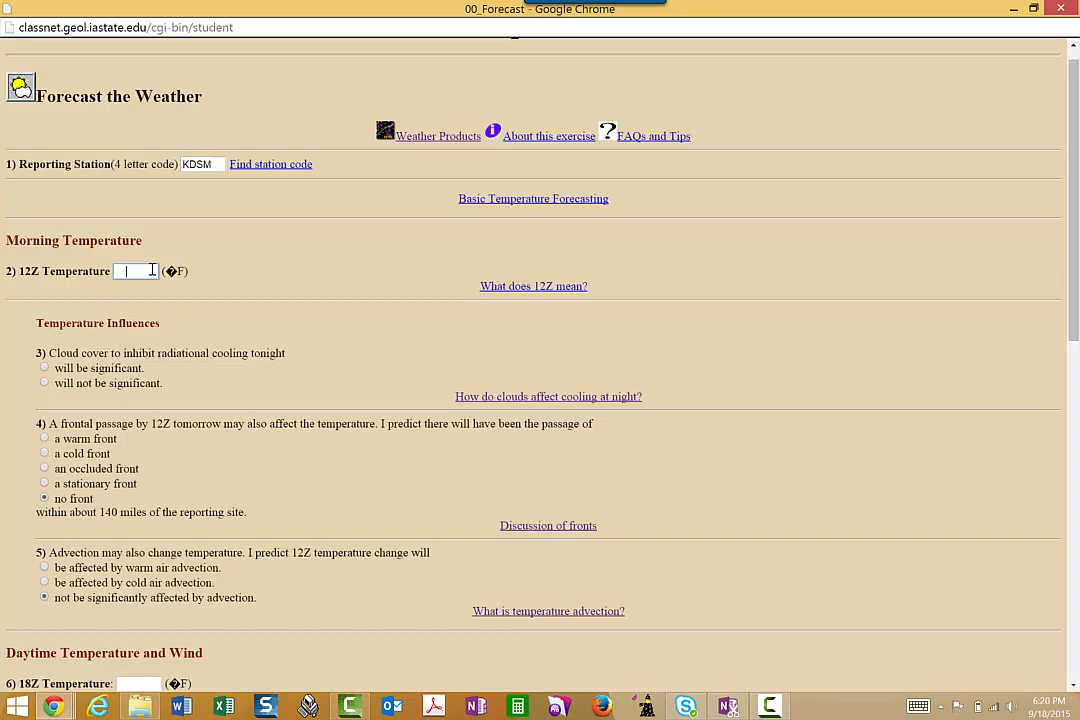 00_Forecast - Google Chrome
classnet.geol.iastate.edu/cgi-bin/student
Forecast the Weather
Weather Products About this exercise FAQs and Tips
1) Reporting Station(4 letter code) KDSM Find station code
Basic Temperature Forecasting
Morning Temperature
2) 12Z Temperature (�F)
What does 12Z mean?
Temperature Influences
3) Cloud cover to inhibit radiational cooling tonight
will be significant.
will not be significant.
How do clouds affect cooling at night?
4) A frontal passage by 12Z tomorrow may also affect the temperature. I predict there will have been the passage of
a warm front
a cold front
an occluded front
a stationary front
no front
within about 140 miles of the reporting site.
Discussion of fronts
5) Advection may also change temperature. I predict 12Z temperature change will
be affected by warm air advection.
be affected by cold air advection.
not be significantly affected by advection.
What is temperature advection?
Daytime Temperature and Wind
6) 18Z Temperature: (�F)
6:20 PM
9/18/2015